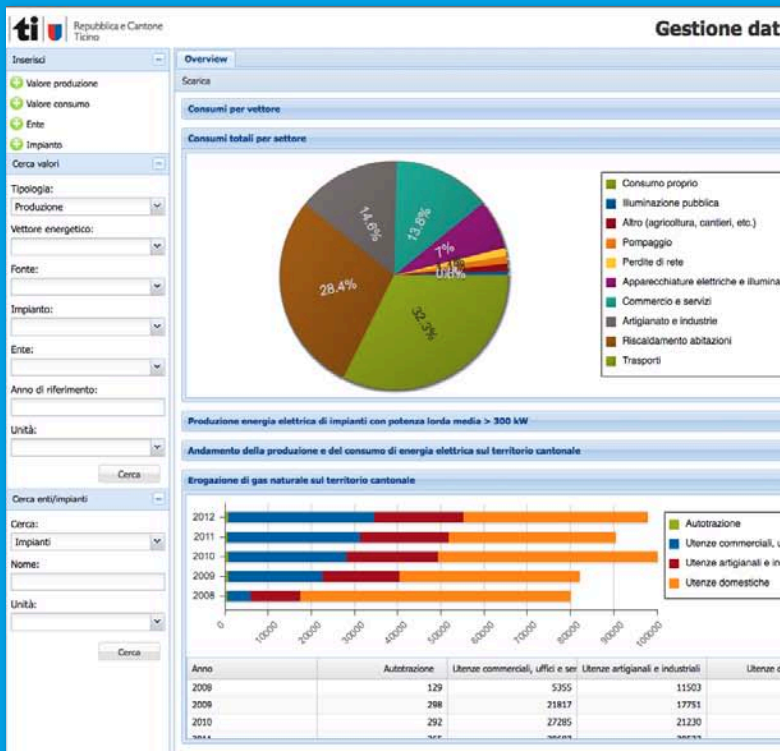 ti
Repubblica e Cantone
Ticino
Gestione dat
Inserisci
Valore produzione
Valore consumo
Ente
Impianto
Cerca valori
Tipologia:
Produzione
Vettore energetico:
Fonte:
Impianto:
Ente:
Anno di riferimento:
Unità:
Cerca
Cerca enti/impianti
Cerca:
Impianti
Nome:
Unità:
Cerca
Overview
Scarica
Consumi per vettore
Consumi totali per settore
14.6%
13.8%
7%
28.4%
32.3%
Consumo proprio
Illuminazione pubblica
Altro (agricoltura, cantieri, etc.)
Pompaggio
Perdite di rete
Apparecchiature elettriche e illumina
Commercio e servizi
Artigianato e industrie
Riscaldamento abitazioni
Trasporti
Produzione energia elettrica di impianti con potenza lorda media > 300 kW
Andamento della produzione e del consumo di energia elettrica sul territorio cantonale
Erogazione di gas naturale sul territorio cantonale
2012
2011
2010
2009
2008
0 10000 20000 30000 40000 50000 60000 70000 80000 90000 100000
Autotrazione
Utenze commerciali, u
Utenze artigianali e in
Utenze domestiche
Anno Autotrazione Utenze commerciali, uffici e ser Utenze artigianali e industriali Utenze d
2008 129 5355 11503
2009 298 21817 17751
2010 292 27285 21230